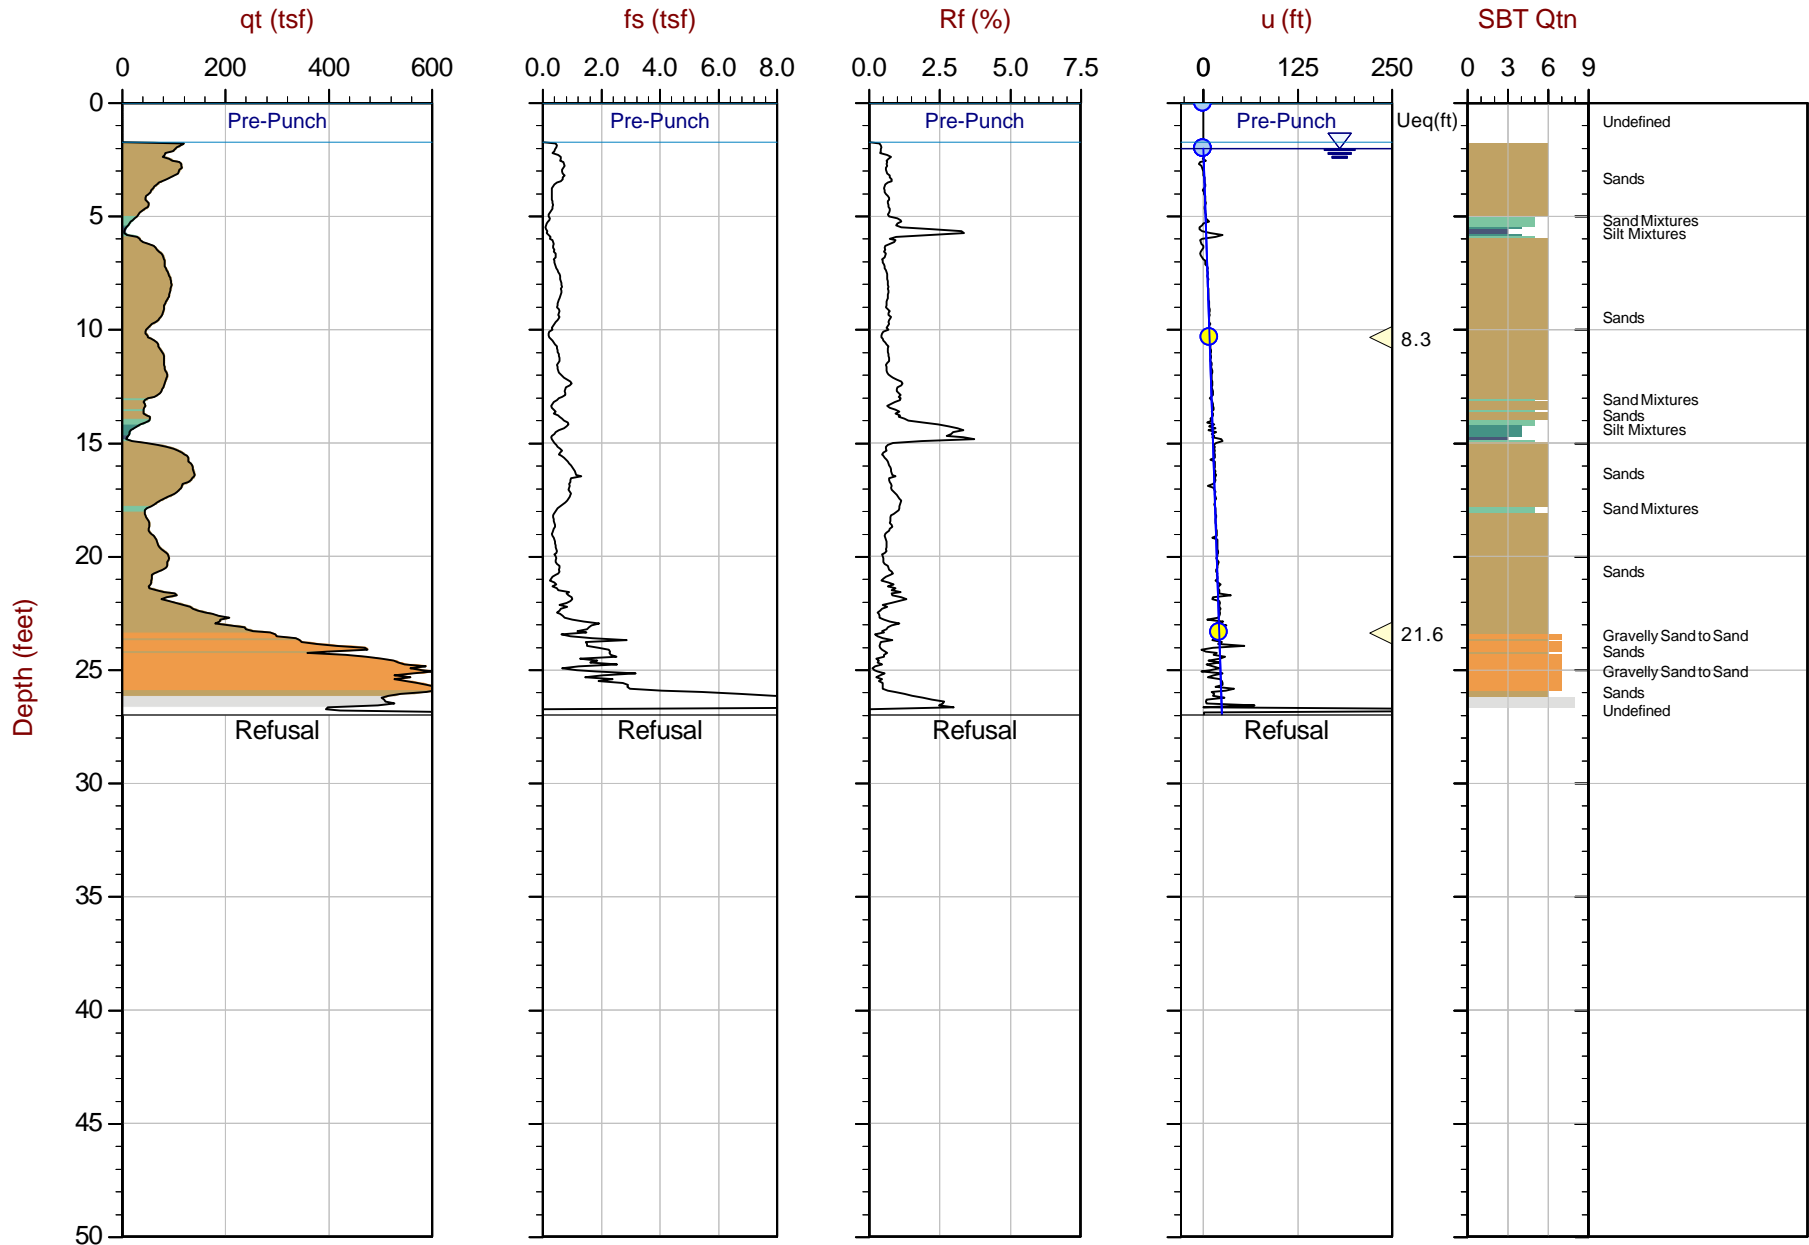 qt (tsf) fs (tsf) Rf (%) u (ft) SBT Qtn
0 200 400 600 0.0 2.0 4.0 6.0 8.0 0.0 2.5 5.0 7.5 0 125 250 0 3 6 9
0
Pre-Punch Pre-Punch Pre-Punch Pre-Punch Ueq(ft) Undefined
Sands
5
Sand Mixtures
Silt Mixtures
Sands
10
8.3
Sand Mixtures
Sands
Silt Mixtures
15
Sands
Sand Mixtures
20
Sands
21.6
Gravelly Sand to Sand
Sands
25
Gravelly Sand to Sand
Sands
Undefined
Refusal Refusal Refusal Refusal
Depth (feet)
30
35
40
45
50